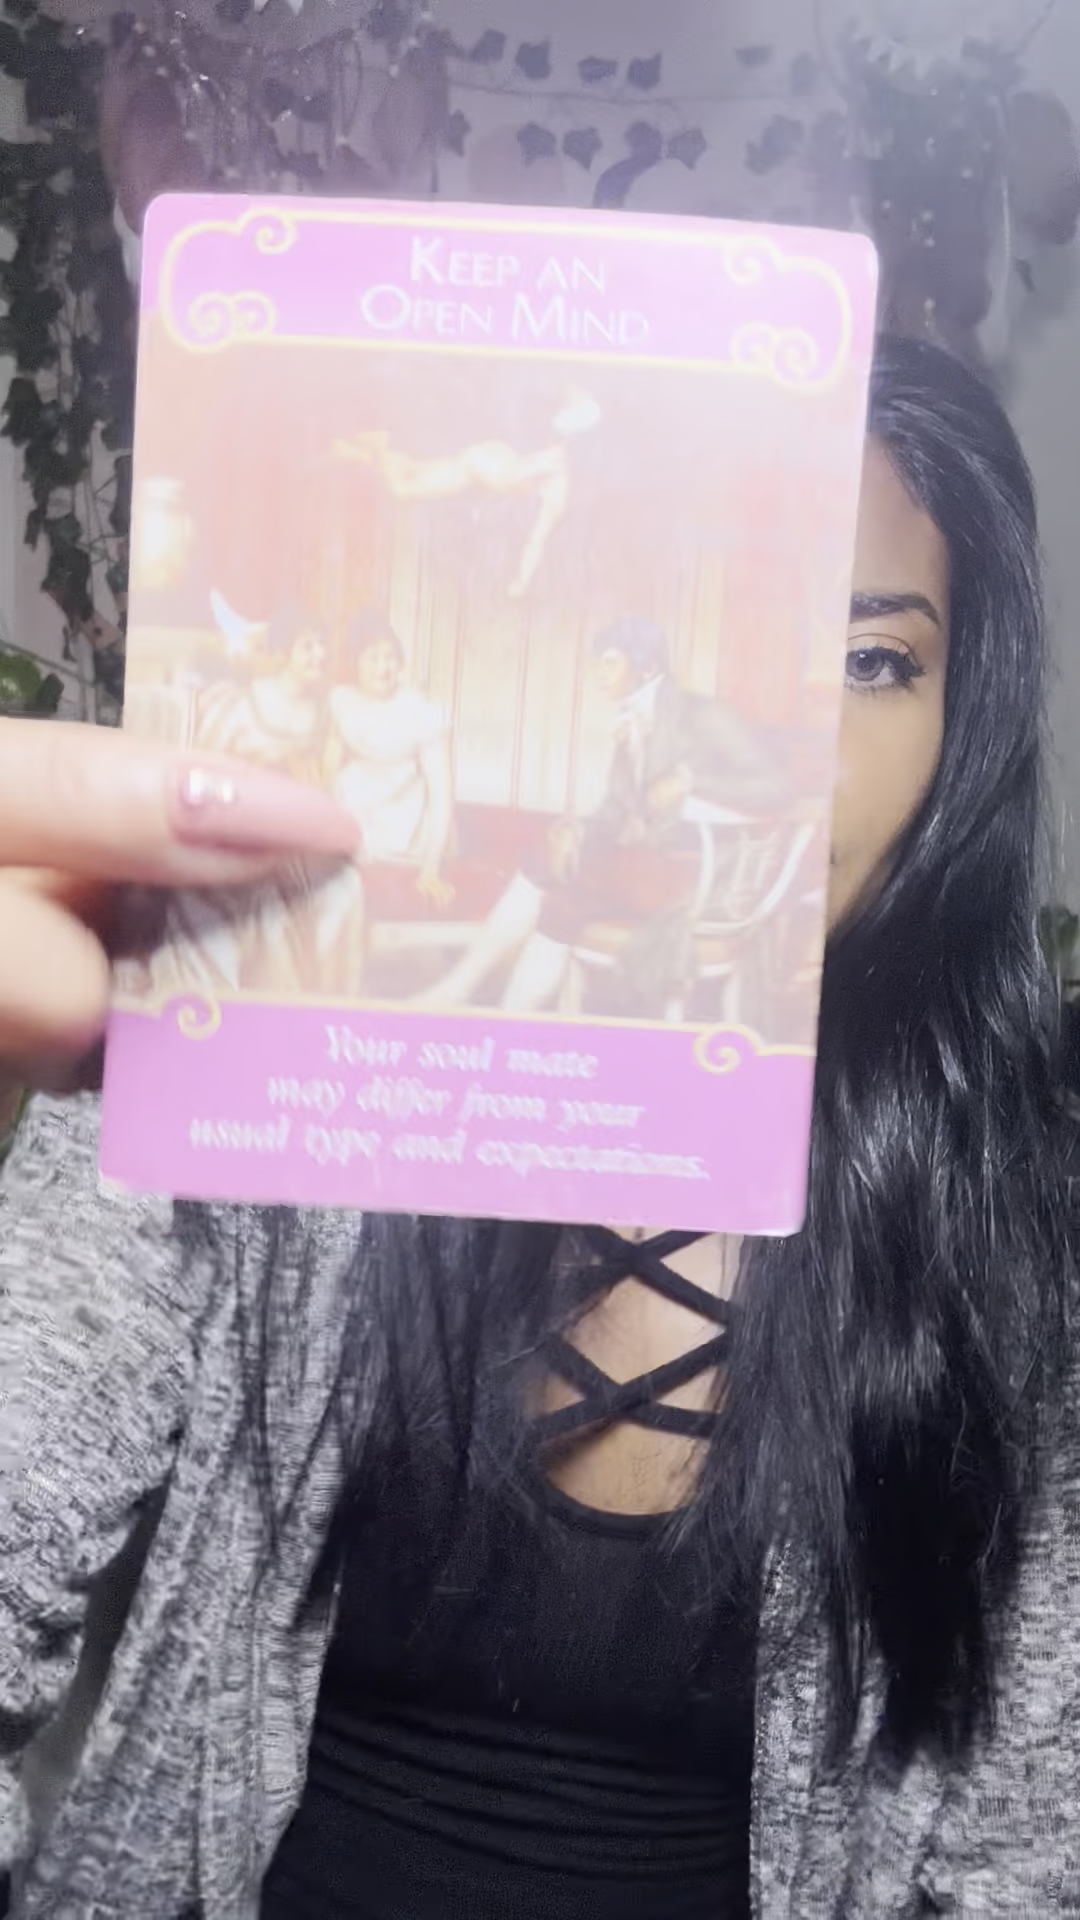 KEEP AN
OPEN MIND
Your soul mate
may differ from your
usual type and expectations.